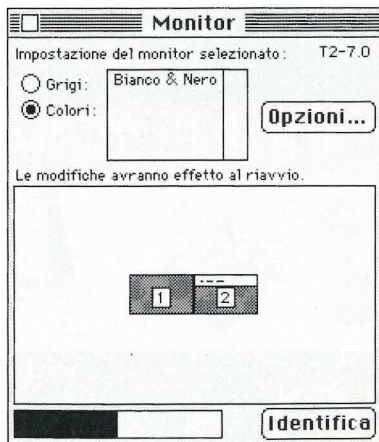 Monitor
Impostazione del monitor selezionato: T2-7.0
Grigi:
Colori:
Bianco & Nero
Opzioni...
Le modifiche avranno effetto al riavvio.
1 2
Identifica